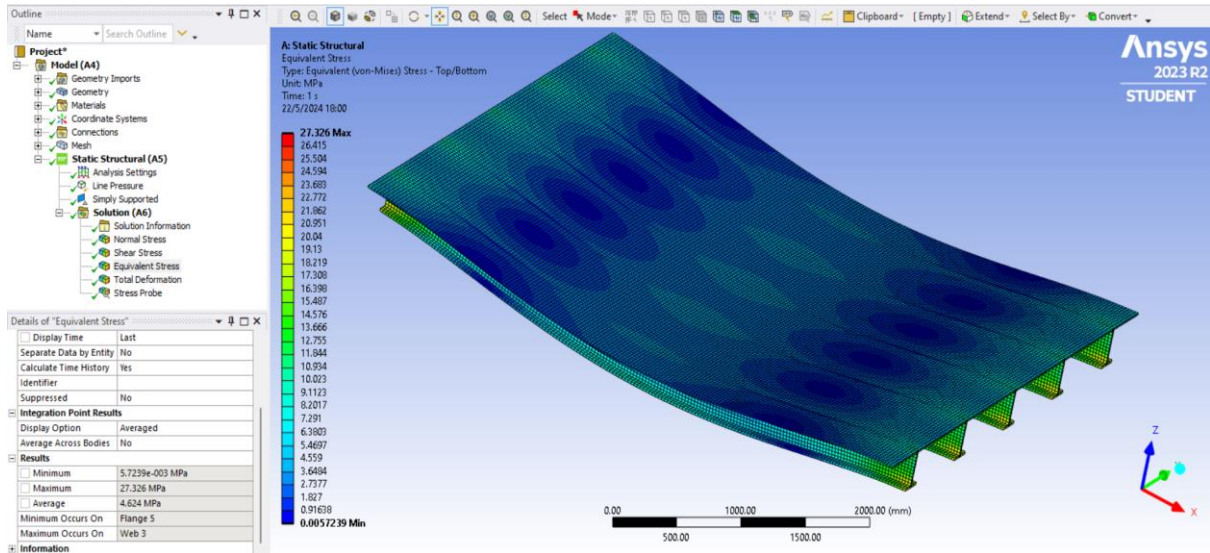 Outline
Name
Search Outline
Project*
Model (A4)
Geometry Imports
Geometry
Materials
Coordinate Systems
Connections
Mesh
Static Structural (A5)
Analysis Settings
Line Pressure
Simply Supported
Solution (A6)
Solution Information
Normal Stress
Shear Stress
Equivalent Stress
Total Deformation
Stress Probe
Details of "Equivalent Stress"
Display Time Last
Separate Data by Entity No
Calculate Time History Yes
Identifier
Suppressed No
Integration Point Results
Display Option Averaged
Average Across Bodies No
Results
Minimum 5.7239e-003 MPa
Maximum 27.326 MPa
Average 4.624 MPa
Minimum Occurs On Flange 5
Maximum Occurs On Web 3
Information
Select Mode Clipboard [ Empty ] Extend Select By Convert
A: Static Structural
Equivalent Stress
Type: Equivalent (von-Mises) Stress - Top/Bottom
Unit: MPa
Time: 1 s
22/5/2024 18:00
27.326 Max
26.415
25.504
24.594
23.683
22.772
21.862
20.951
20.04
19.13
18.219
17.308
16.398
15.487
14.576
13.666
12.755
11.844
10.934
10.023
9.1123
8.2017
7.291
6.3803
5.4697
4.559
3.6484
2.7377
1.827
0.91638
0.0057239 Min
Ansys
2023 R2
STUDENT
0.00 1000.00 2000.00 (mm)
500.00 1500.00
Z
X